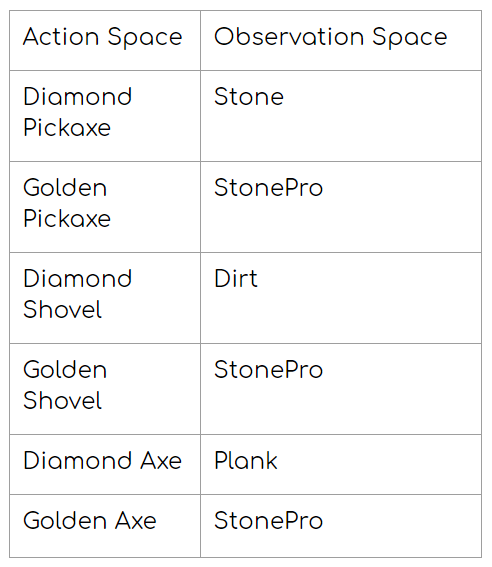 Action Space Observation Space
Diamond Pickaxe Stone
Golden Pickaxe StonePro
Diamond Shovel Dirt
Golden Shovel StonePro
Diamond Axe Plank
Golden Axe StonePro